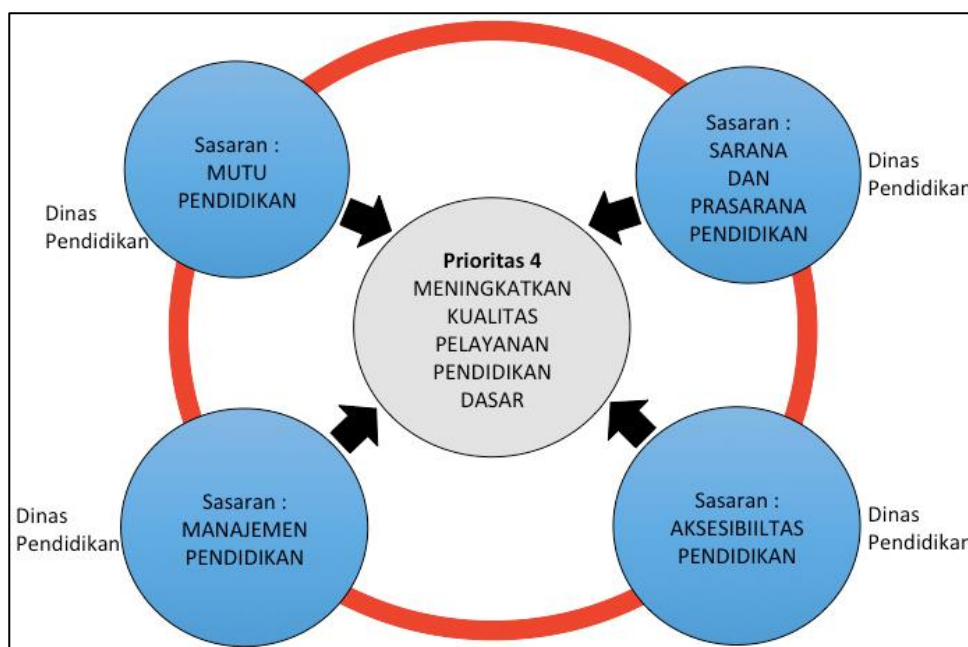 Sasaran :
MUTU
PENDIDIKAN
Dinas
Pendidikan
Sasaran :
SARANA
DAN
PRASARANA
PENDIDIKAN
Dinas
Pendidikan
Prioritas 4
MENINGKATKAN
KUALITAS
PELAYANAN
PENDIDIKAN
DASAR
Dinas
Pendidikan
Sasaran :
MANAJEMEN
PENDIDIKAN
Sasaran :
AKSESIBIILTAS
PENDIDIKAN
Dinas
Pendidikan